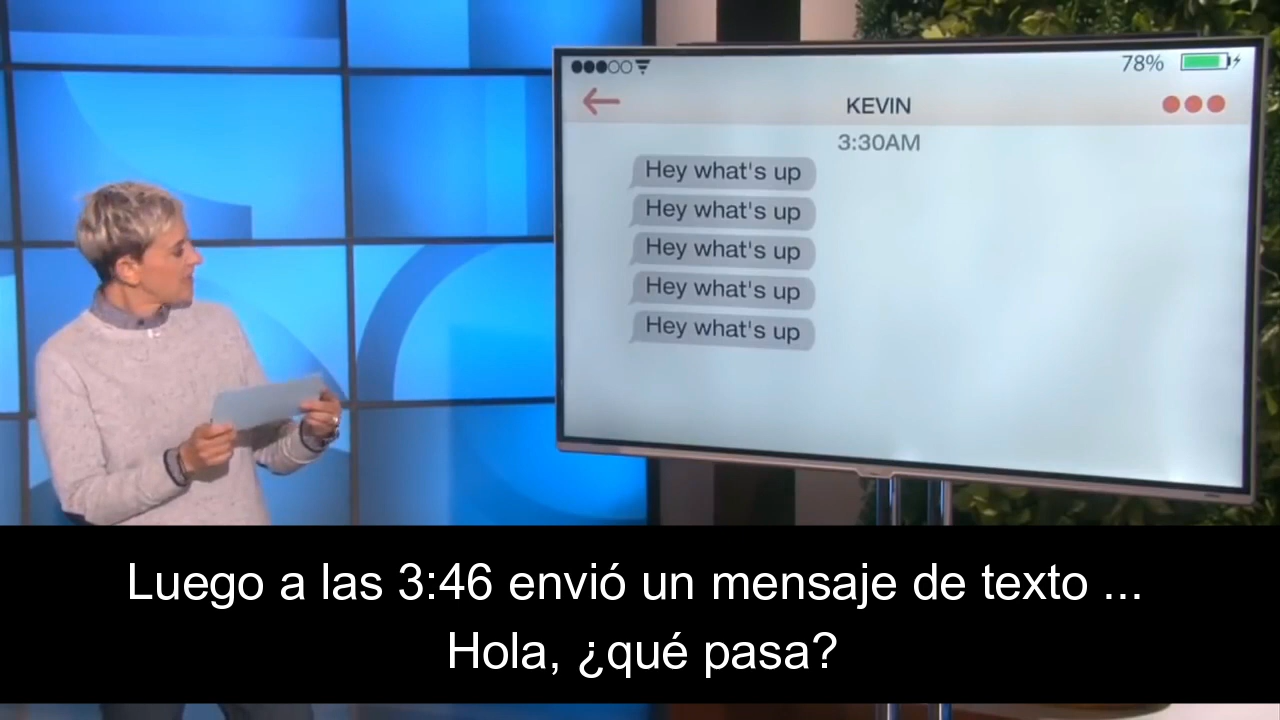 78%
KEVIN
3:30AM
Hey what's up
Hey what's up
Hey what's up
Hey what's up
Hey what's up
Luego a las 3:46 envió un mensaje de texto ...
Hola, ¿qué pasa?